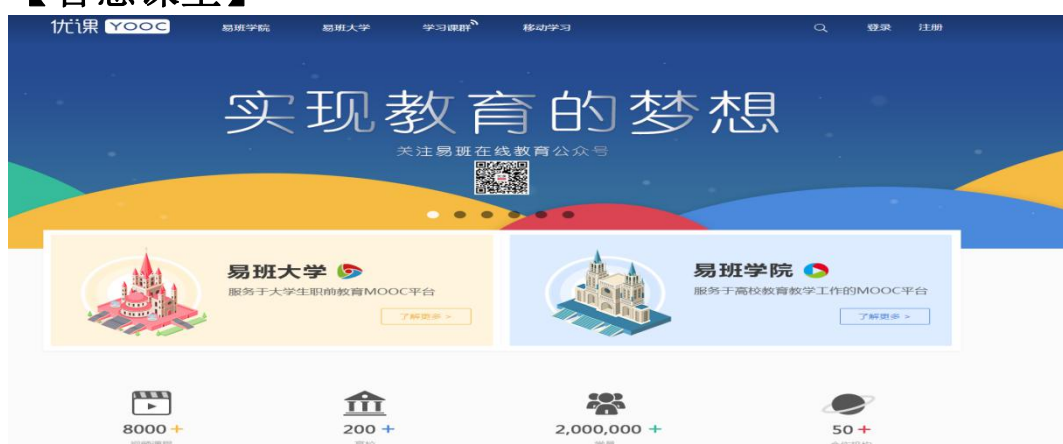 【智慧课堂】
优课 YOOC 易班学院 易班大学 学习课群 移动学习 登录 注册
实现教育的梦想
关注易班在线教育公众号
易班大学
服务于大学生职前教育MOOC平台
了解更多 >
易班学院
服务于高校教育教学工作的MOOC平台
了解更多 >
8000 + 200 + 2,000,000 + 50 +